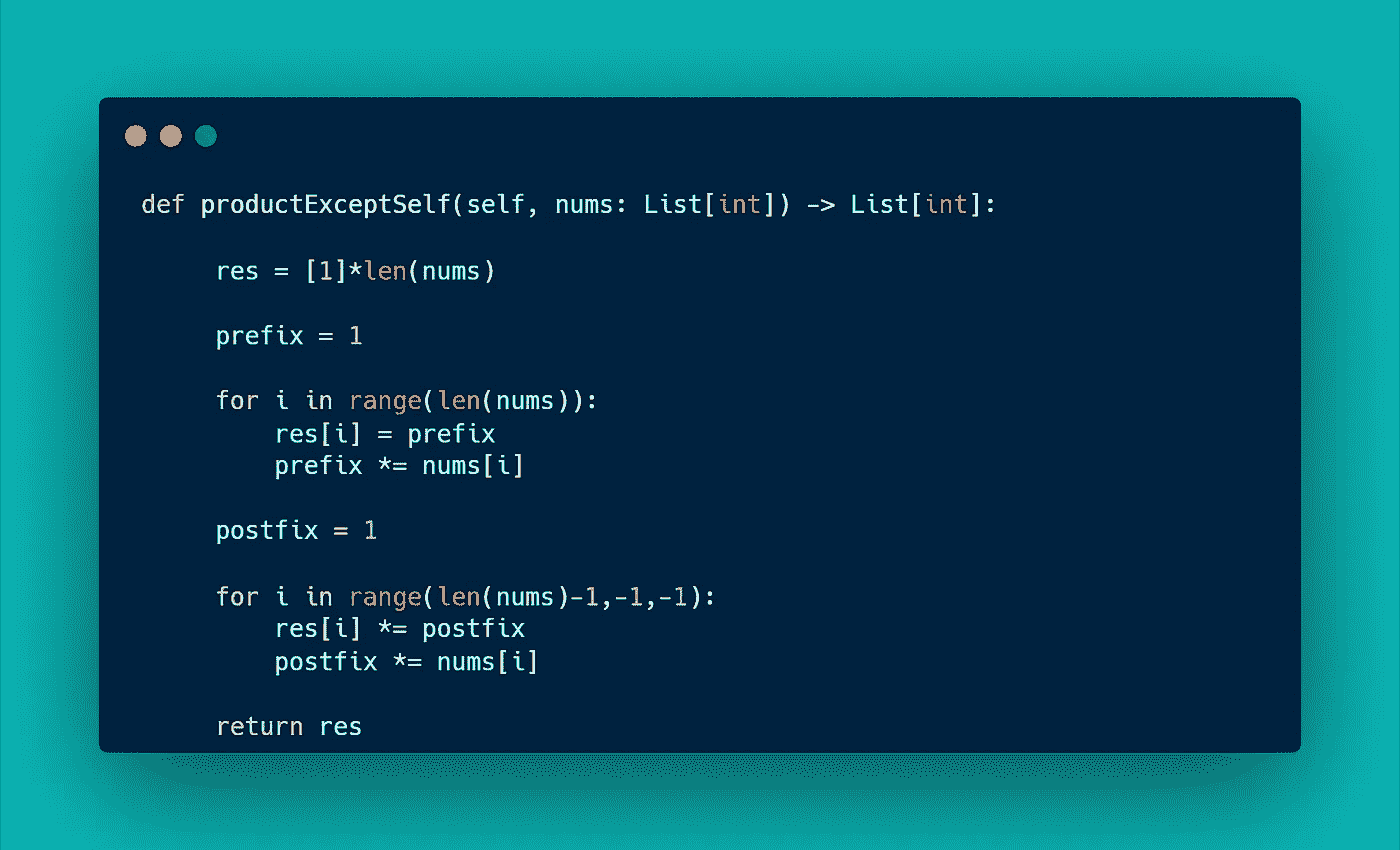 def productExceptSelf(self, nums: List[int]) -> List[int]:
res = [1]*len(nums)
prefix = 1
for i in range(len(nums)):
res[i] = prefix
prefix *= nums[i]
postfix = 1
for i in range(len(nums)-1,-1,-1):
res[i] *= postfix
postfix *= nums[i]
return res